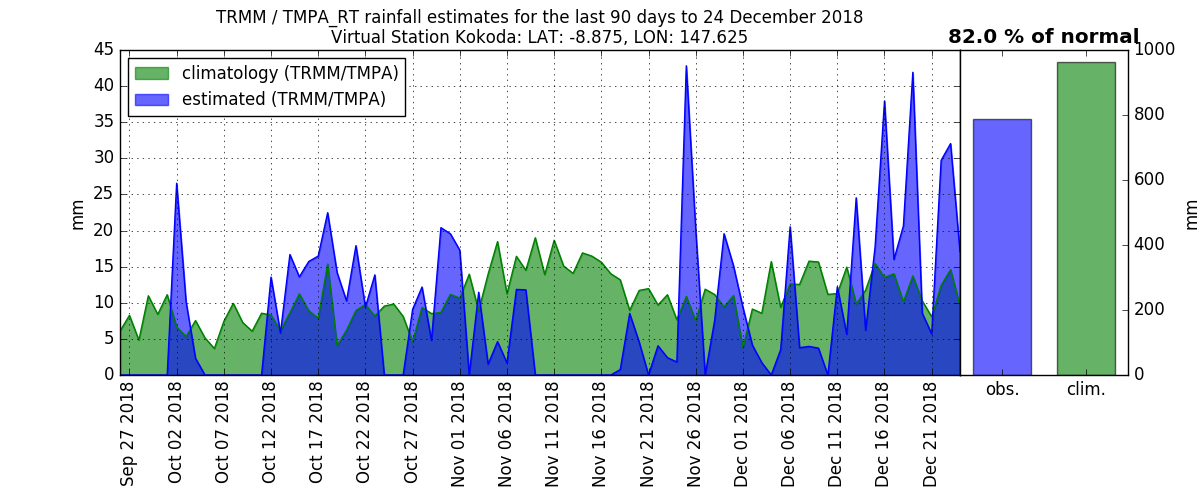 TRMM / TMPA_RT rainfall estimates for the last 90 days to 24 December 2018
Virtual Station Kokoda: LAT: -8.875, LON: 147.625
82.0 % of normal
climatology (TRMM/TMPA)
estimated (TRMM/TMPA)
45
40
35
30
25
20
15
10
5
0
mm
Sep 27 2018
Oct 02 2018
Oct 07 2018
Oct 12 2018
Oct 17 2018
Oct 22 2018
Oct 27 2018
Nov 01 2018
Nov 06 2018
Nov 11 2018
Nov 16 2018
Nov 21 2018
Nov 26 2018
Dec 01 2018
Dec 06 2018
Dec 11 2018
Dec 16 2018
Dec 21 2018
obs.
clim.
1000
800
600
400
200
0
mm